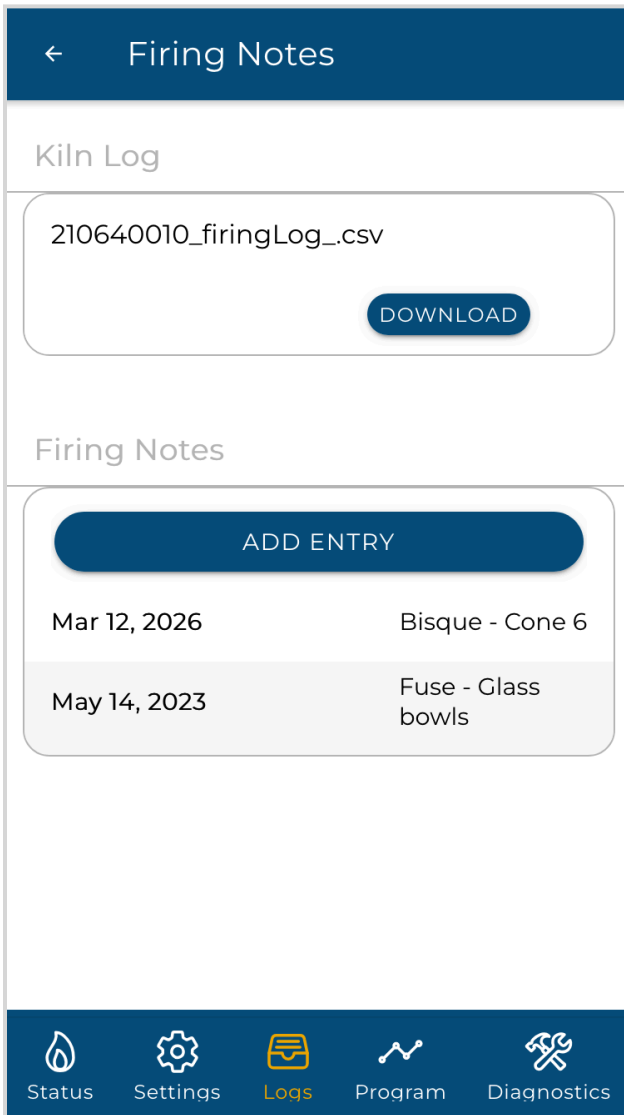 Firing Notes
Kiln Log
210640010_firingLog_.csv
DOWNLOAD
Firing Notes
ADD ENTRY
Mar 12, 2026 Bisque - Cone 6
May 14, 2023 Fuse - Glass
bowls
Status Settings Logs Program Diagnostics